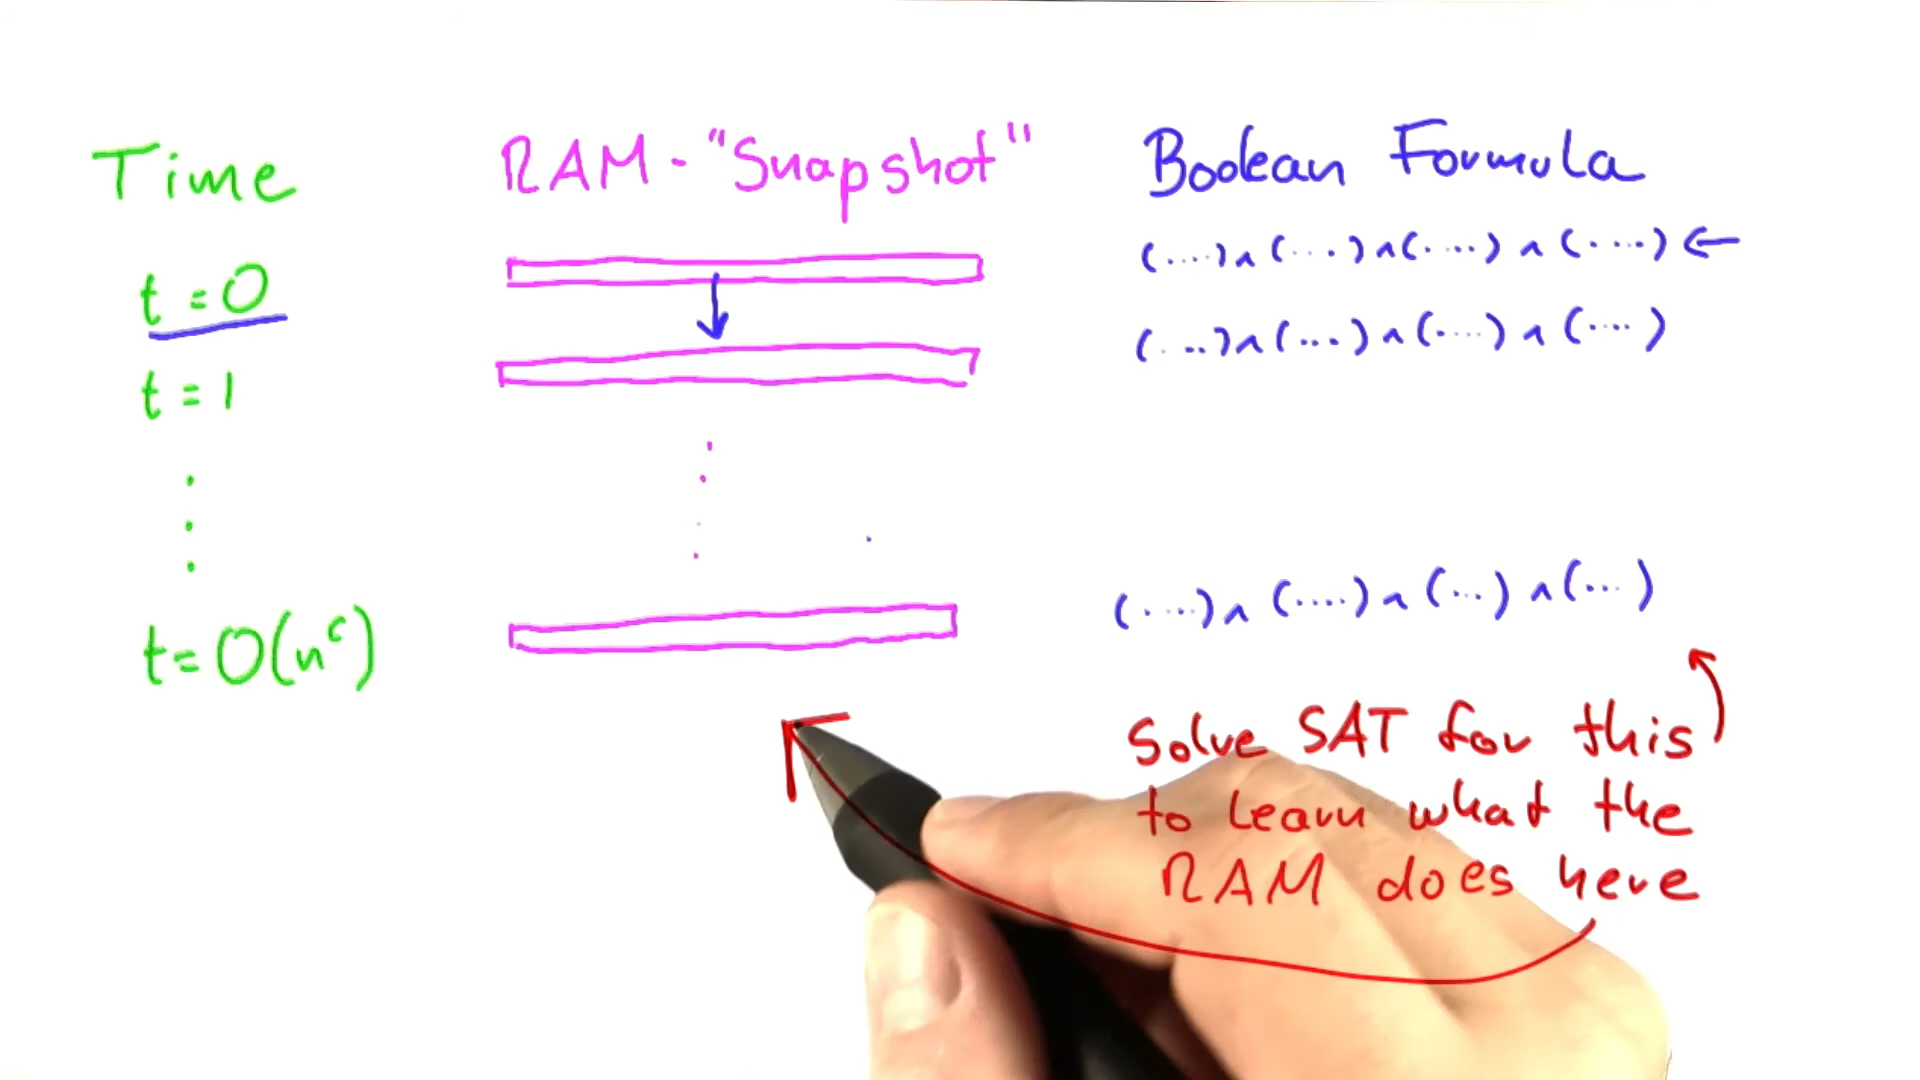 Time RAM - "Snapshot" Boolean Formula
t = 0 (....) ∧ (....) ∧ (....) ∧ (....) ←
t = 1 (....) ∧ (...) ∧ (....) ∧ (....)
t = O(n^c) (....) ∧ (....) ∧ (...) ∧ (...)
Solve SAT for this
to learn what the
RAM does here